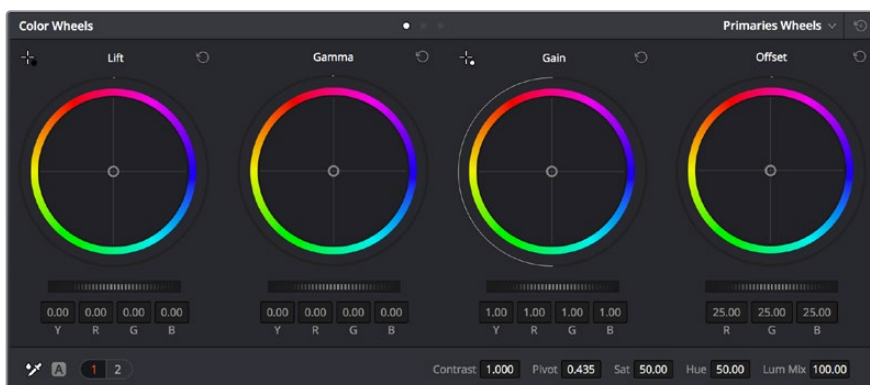 Color Wheels Primaries Wheels
Lift Gamma Gain Offset
0.00 0.00 0.00 0.00 0.00 0.00 0.00 0.00 1.00 1.00 1.00 1.00 25.00 25.00 25.00
Y R G B Y R G B Y R G B R G B
A 1 2 Contrast 1.000 Pivot 0.435 Sat 50.00 Hue 50.00 Lum Mix 100.00